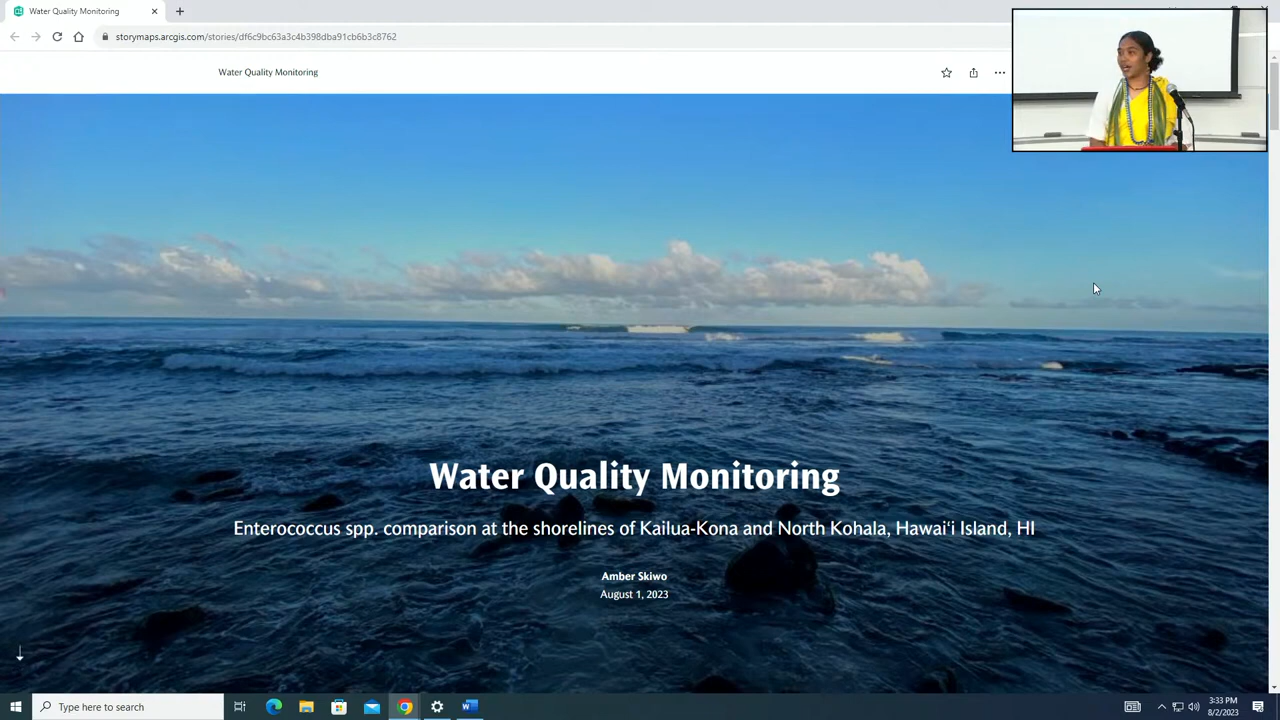 Water Quality Monitoring
storymaps.arcgis.com/stories/df6c9bc63a3c4b398dba91cb6b3c8762
Water Quality Monitoring
Water Quality Monitoring
Enterococcus spp. comparison at the shorelines of Kailua-Kona and North Kohala, Hawaiʻi Island, HI
Amber Skiwo
August 1, 2023
Type here to search
3:33 PM
8/2/2023